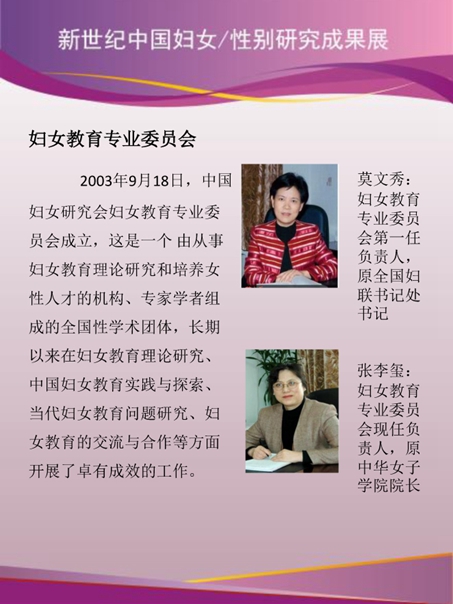 新世纪中国妇女/性别研究成果展
妇女教育专业委员会
2003年9月18日，中国
妇女研究会妇女教育专业委
员会成立，这是一个 由从事
妇女教育理论研究和培养女
性人才的机构、专家学者组
成的全国性学术团体，长期
以来在妇女教育理论研究、
中国妇女教育实践与探索、
当代妇女教育问题研究、妇
女教育的交流与合作等方面
开展了卓有成效的工作。
莫文秀：
妇女教育
专业委员
会第一任
负责人，
原全国妇
联书记处
书记
张李玺：
妇女教育
专业委员
会现任负
责人，原
中华女子
学院院长